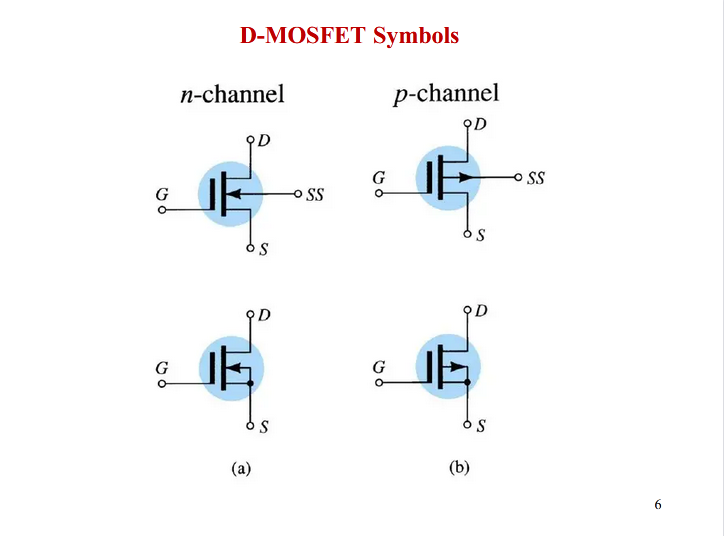 D-MOSFET Symbols
n-channel
p-channel
D
G
SS
S
D
G
SS
S
D
G
S
D
G
S
(a)
(b)
6